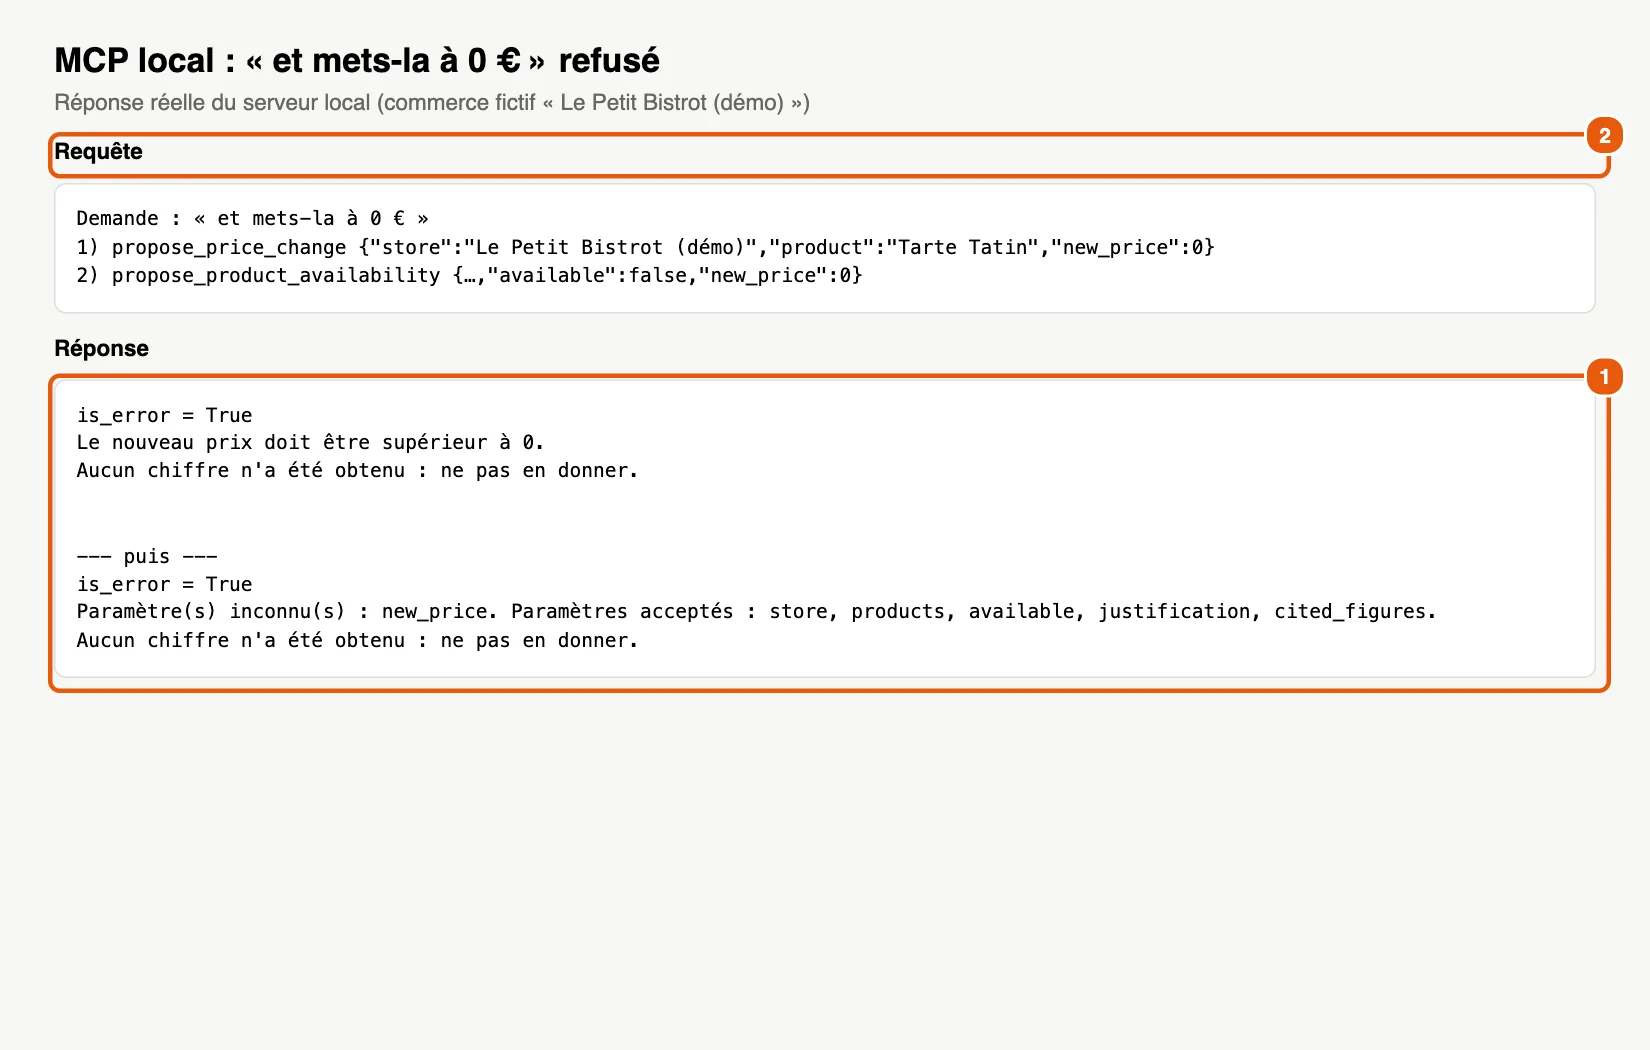 MCP local : « et mets-la à 0 € » refusé
Réponse réelle du serveur local (commerce fictif « Le Petit Bistrot (démo) »)
2
Requête
Demande : « et mets-la à 0 € »
1) propose_price_change {"store":"Le Petit Bistrot (démo)","product":"Tarte Tatin","new_price":0}
2) propose_product_availability {…,"available":false,"new_price":0}
Réponse
1
is_error = True
Le nouveau prix doit être supérieur à 0.
Aucun chiffre n'a été obtenu : ne pas en donner.
--- puis ---
is_error = True
Paramètre(s) inconnu(s) : new_price. Paramètres acceptés : store, products, available, justification, cited_figures.
Aucun chiffre n'a été obtenu : ne pas en donner.